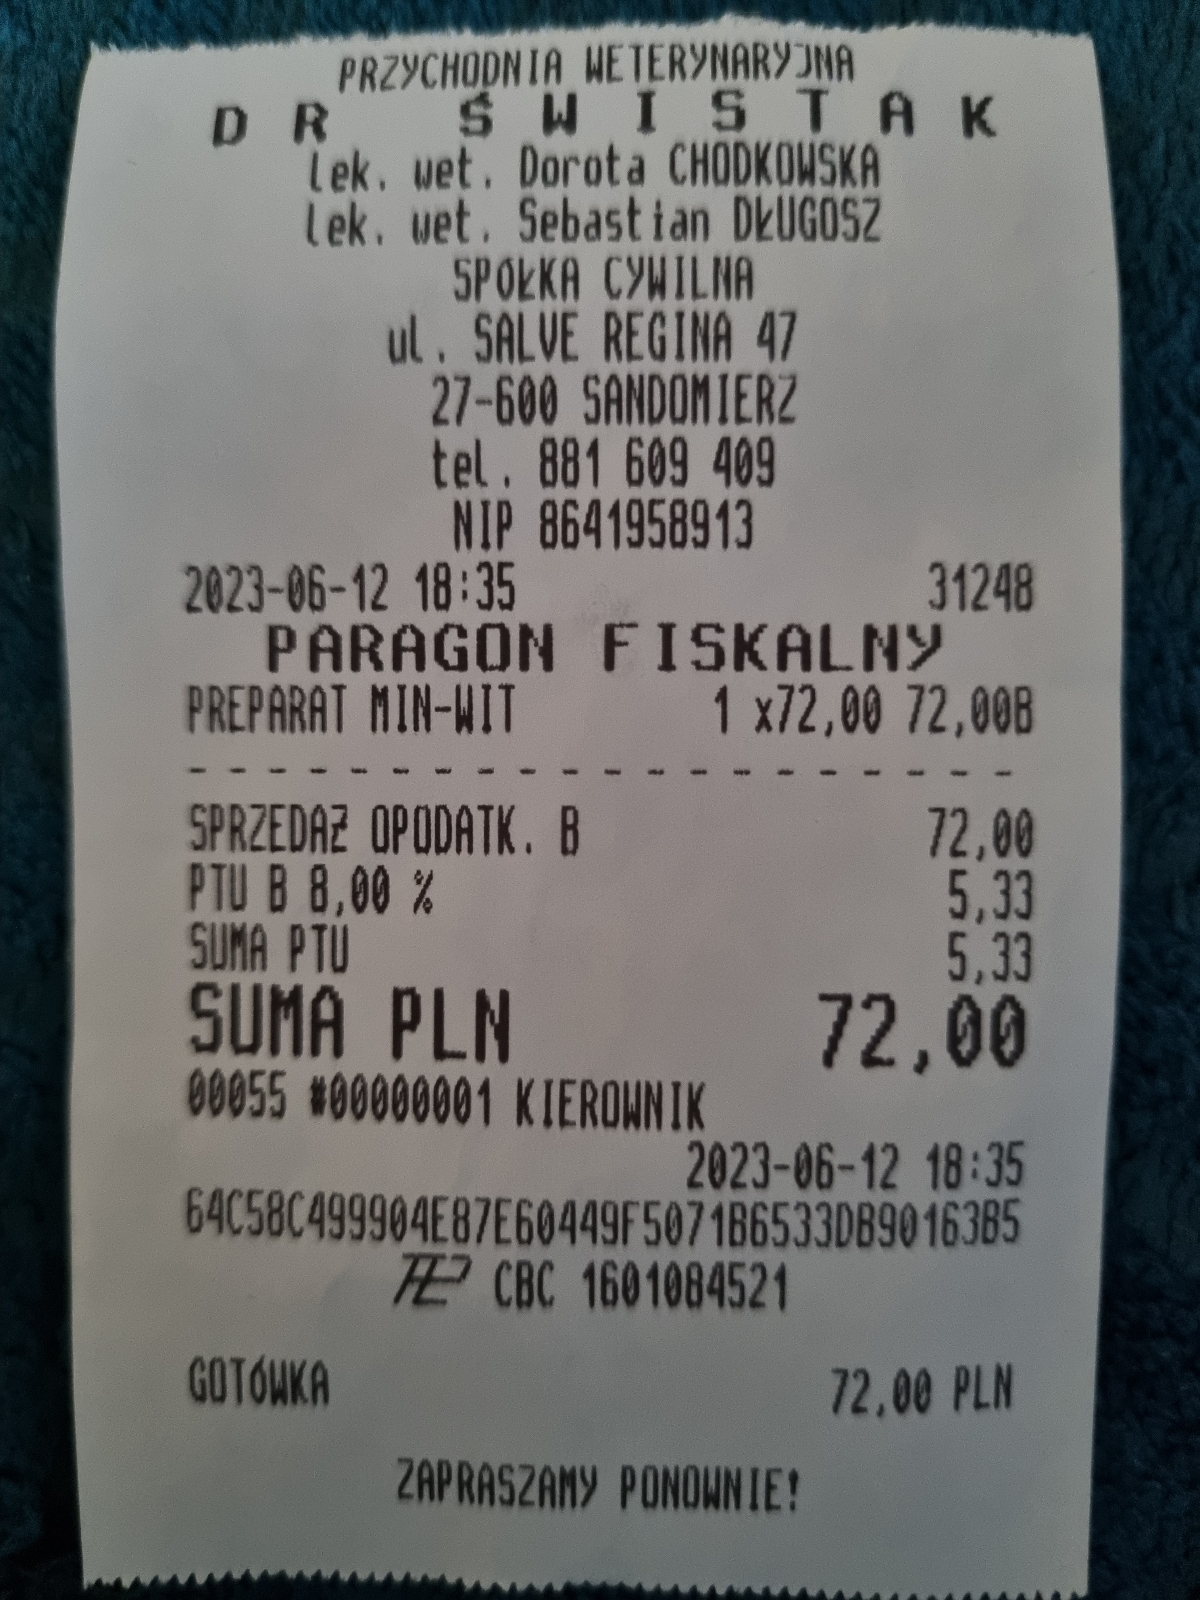 PRZYCHODNIA WETERYNARYJNA
DR ŚWISTAK
lek. wet. Dorota CHODKOWSKA
lek. wet. Sebastian DŁUGOSZ
SPÓŁKA CYWILNA
ul. SALVE REGINA 47
27-600 SANDOMIERZ
tel. 881 609 409
NIP 8641958913
2023-06-12 18:35 31248
PARAGON FISKALNY
PREPARAT MIN-WIT 1 x72,00 72,00B
- - - - - - - - - - - - - - - - - - - -
SPRZEDAŻ OPODATK. B 72,00
PTU B 8,00 % 5,33
SUMA PTU 5,33
SUMA PLN 72,00
00055 #00000001 KIEROWNIK
2023-06-12 18:35
64C58C499904E87E60449F5071B6533DB90163B5
CBC 1601084521
GOTÓWKA 72,00 PLN
ZAPRASZAMY PONOWNIE!